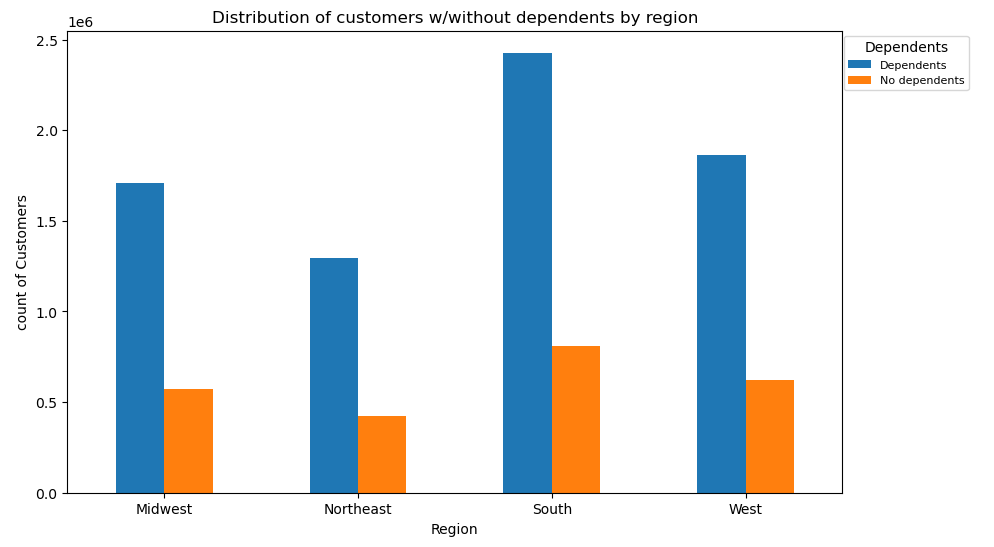 Distribution of customers w/without dependents by region
1e6
2.5
2.0
1.5
1.0
0.5
0.0
count of Customers
Midwest
Northeast
South
West
Region
Dependents
Dependents
No dependents